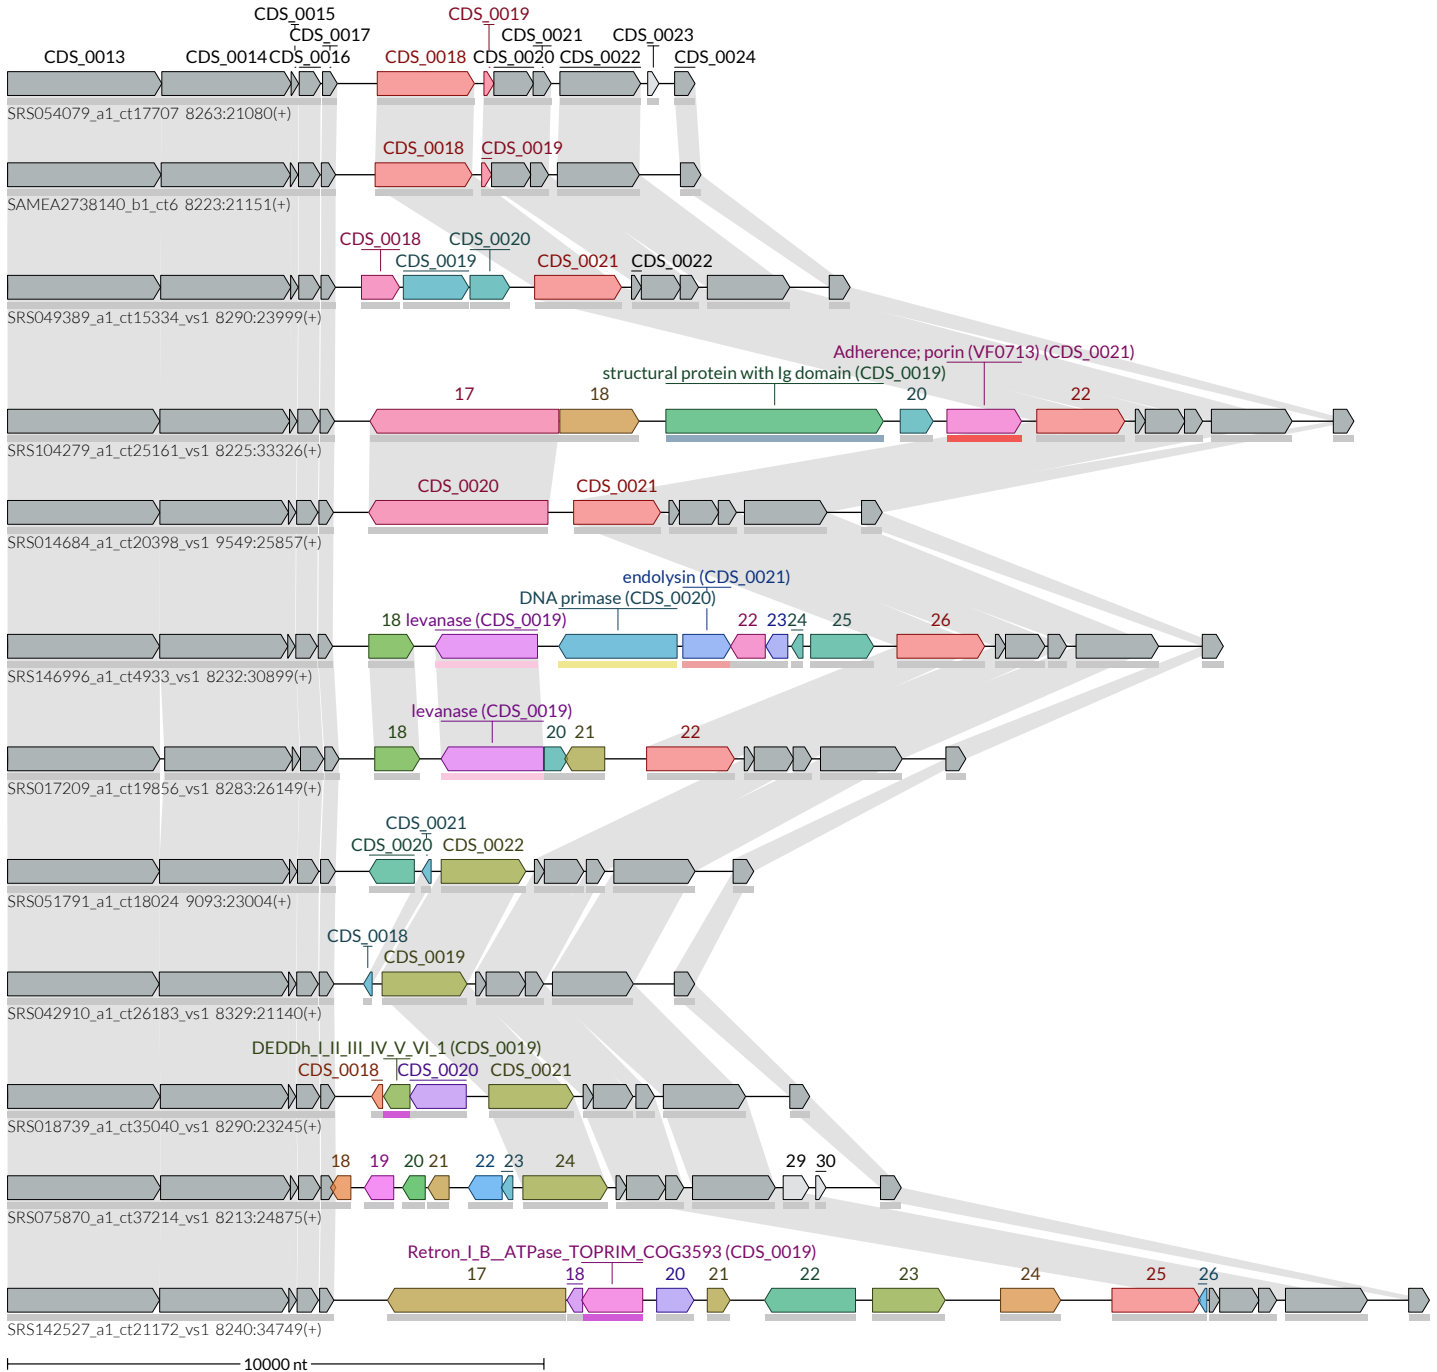 CDS_0015 CDS_0019
CDS_0017 CDS_0021 CDS_0023
CDS_0013 CDS_0014 CDS_0016 CDS_0018 CDS_0020 CDS_0022 CDS_0024
SRS054079_a1_ct17707 8263:21080(+)
CDS_0018 CDS_0019
SAMEA2738140_b1_ct6 8223:21151(+)
CDS_0018 CDS_0020
CDS_0019 CDS_0021 CDS_0022
SRS049389_a1_ct15334_vs1 8290:23999(+)
Adherence; porin (VF0713) (CDS_0021)
structural protein with Ig domain (CDS_0019)
17 18 20 22
SRS104279_a1_ct25161_vs1 8225:33326(+)
CDS_0020 CDS_0021
SRS014684_a1_ct20398_vs1 9549:25857(+)
endolysin (CDS_0021)
DNA primase (CDS_0020)
18 levanase (CDS_0019) 22 23 24 25 26
SRS146996_a1_ct4933_vs1 8232:30899(+)
levanase (CDS_0019)
18 20 21 22
SRS017209_a1_ct19856_vs1 8283:26149(+)
CDS_0021
CDS_0020 CDS_0022
SRS051791_a1_ct18024 9093:23004(+)
CDS_0018
CDS_0019
SRS042910_a1_ct26183_vs1 8329:21140(+)
DEDDh_I_II_III_IV_V_VI_1 (CDS_0019)
CDS_0018 CDS_0020 CDS_0021
SRS018739_a1_ct35040_vs1 8290:23245(+)
18 19 20 21 22 23 24 29 30
SRS075870_a1_ct37214_vs1 8213:24875(+)
Retron_I_B__ATPase_TOPRIM_COG3593 (CDS_0019)
17 18 20 21 22 23 24 25 26
SRS142527_a1_ct21172_vs1 8240:34749(+)
10000 nt